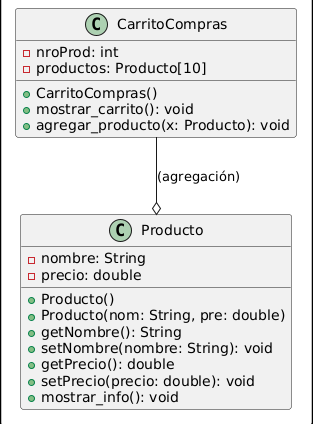 C CarritoCompras
nroProd: int
productos: Producto[10]
CarritoCompras()
mostrar_carrito(): void
agregar_producto(x: Producto): void
(agregación)
C Producto
nombre: String
precio: double
Producto()
Producto(nom: String, pre: double)
getNombre(): String
setNombre(nombre: String): void
getPrecio(): double
setPrecio(precio: double): void
mostrar_info(): void